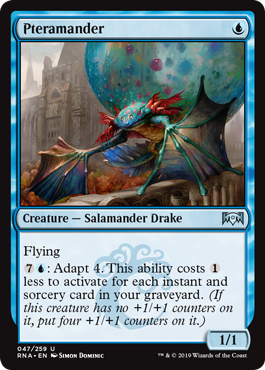 Pteramander
Creature — Salamander Drake
Flying
7: Adapt 4. This ability costs 1
less to activate for each instant and
sorcery card in your graveyard. (If
this creature has no +1/+1 counters on
it, put four +1/+1 counters on it.)
1/1
047/259 U
RNA • EN SIMON DOMINIC
™ & © 2019 Wizards of the Coast